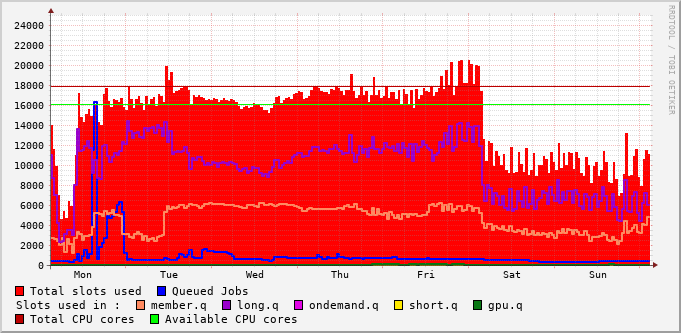 RRDTOOL / TOBI OETIKER
24000
22000
20000
18000
16000
14000
12000
10000
8000
6000
4000
2000
0
Mon Tue Wed Thu Fri Sat Sun
Total slots used Queued Jobs
Slots used in : member.q long.q ondemand.q short.q gpu.q
Total CPU cores Available CPU cores